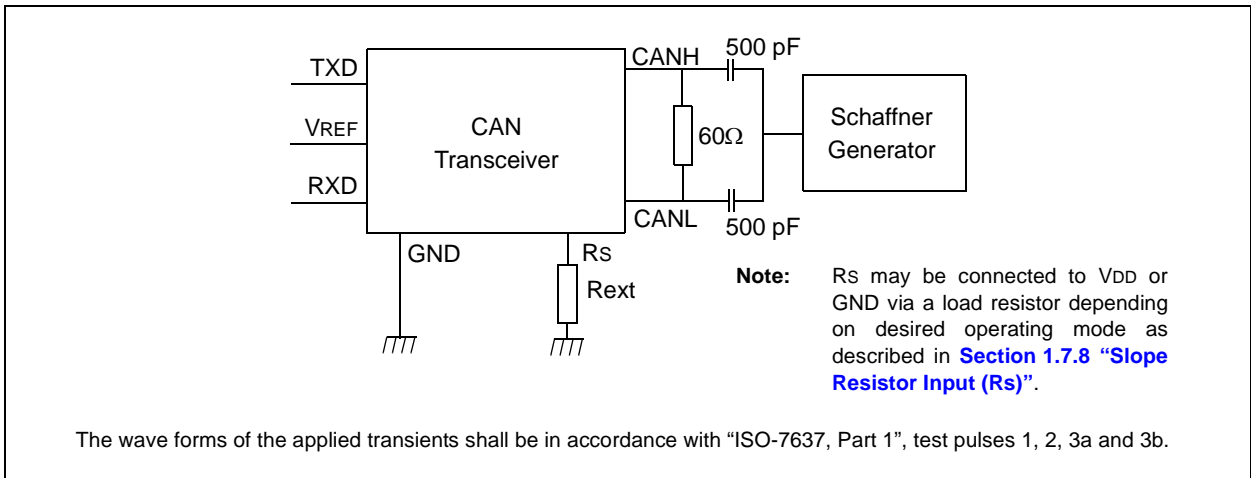 500 pF
CANH
TXD
VREF
RXD
CAN
Transceiver
60Ω
Schaffner
Generator
CANL
500 pF
GND
RS
Rext
Note: RS may be connected to VDD or
GND via a load resistor depending
on desired operating mode as
described in Section 1.7.8 “Slope
Resistor Input (Rs)”.
The wave forms of the applied transients shall be in accordance with “ISO-7637, Part 1”, test pulses 1, 2, 3a and 3b.